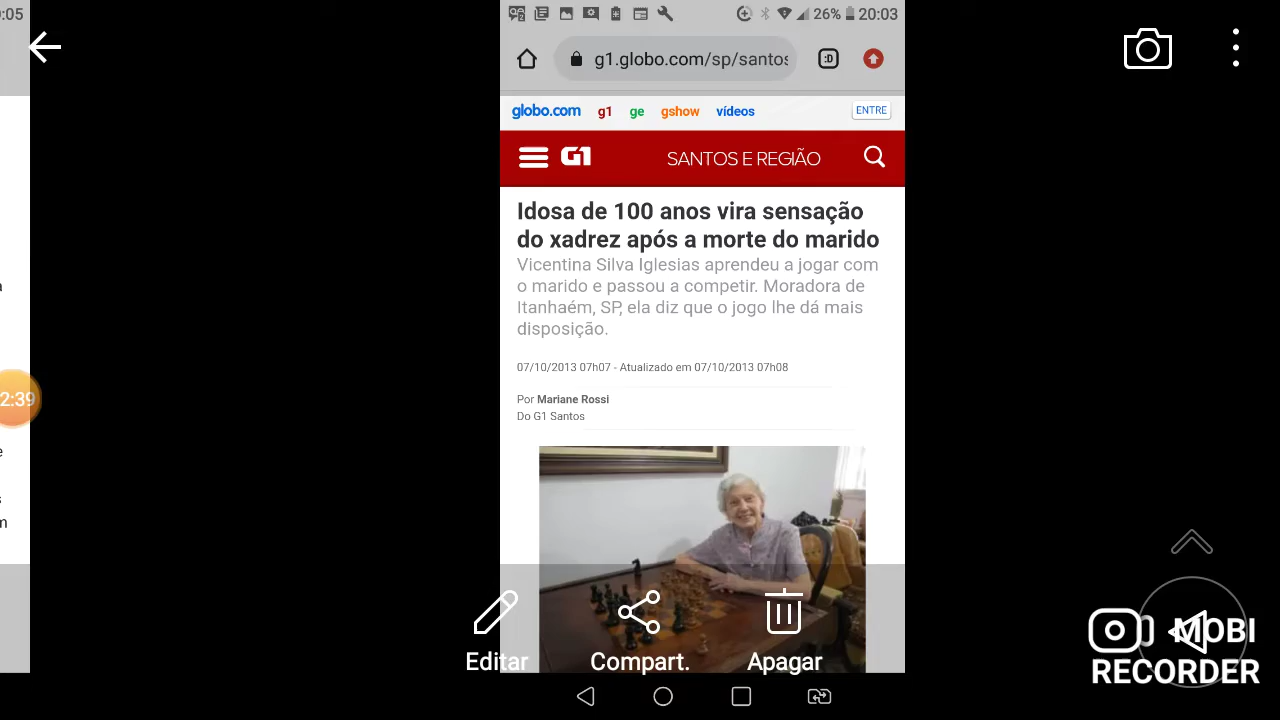 :05
26% 20:03
g1.globo.com/sp/santos
:D
globo.com g1 ge gshow vídeos ENTRE
G1 SANTOS E REGIÃO
Idosa de 100 anos vira sensação
do xadrez após a morte do marido
Vicentina Silva Iglesias aprendeu a jogar com
o marido e passou a competir. Moradora de
Itanhaém, SP, ela diz que o jogo lhe dá mais
disposição.
07/10/2013 07h07 - Atualizado em 07/10/2013 07h08
Por Mariane Rossi
Do G1 Santos
2:39
Editar Compart. Apagar
MOBI
RECORDER